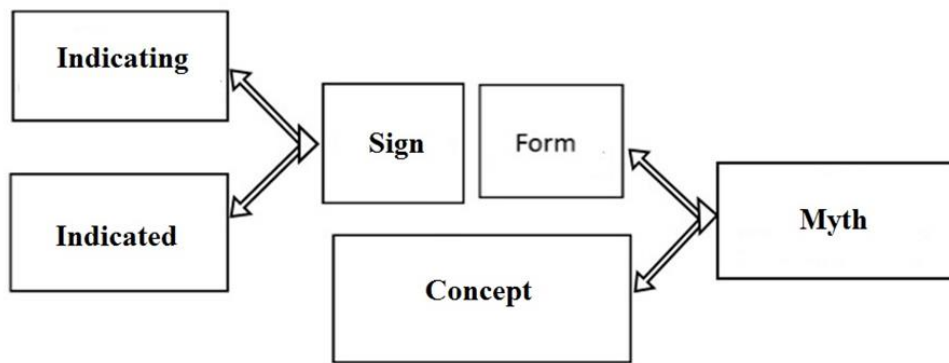 Indicating
Indicated
Sign
Form
Concept
Myth